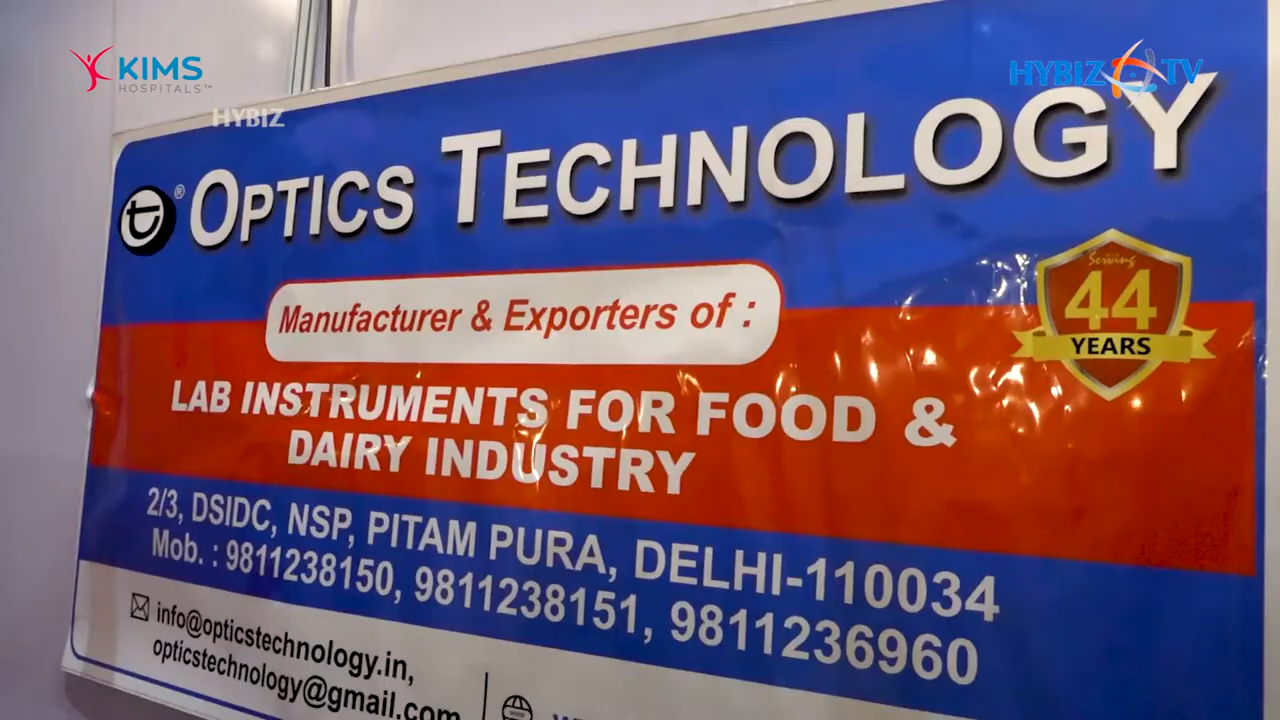 KIMS
HOSPITALS™
HYBIZ TV
HYBIZ
® OPTICS TECHNOLOGY
Manufacturer & Exporters of :
Serving
44
YEARS
LAB INSTRUMENTS FOR FOOD &
DAIRY INDUSTRY
2/3, DSIDC, NSP, PITAM PURA, DELHI-110034
Mob. : 9811238150, 9811238151, 9811236960
info@opticstechnology.in,
opticstechnology@gmail.com